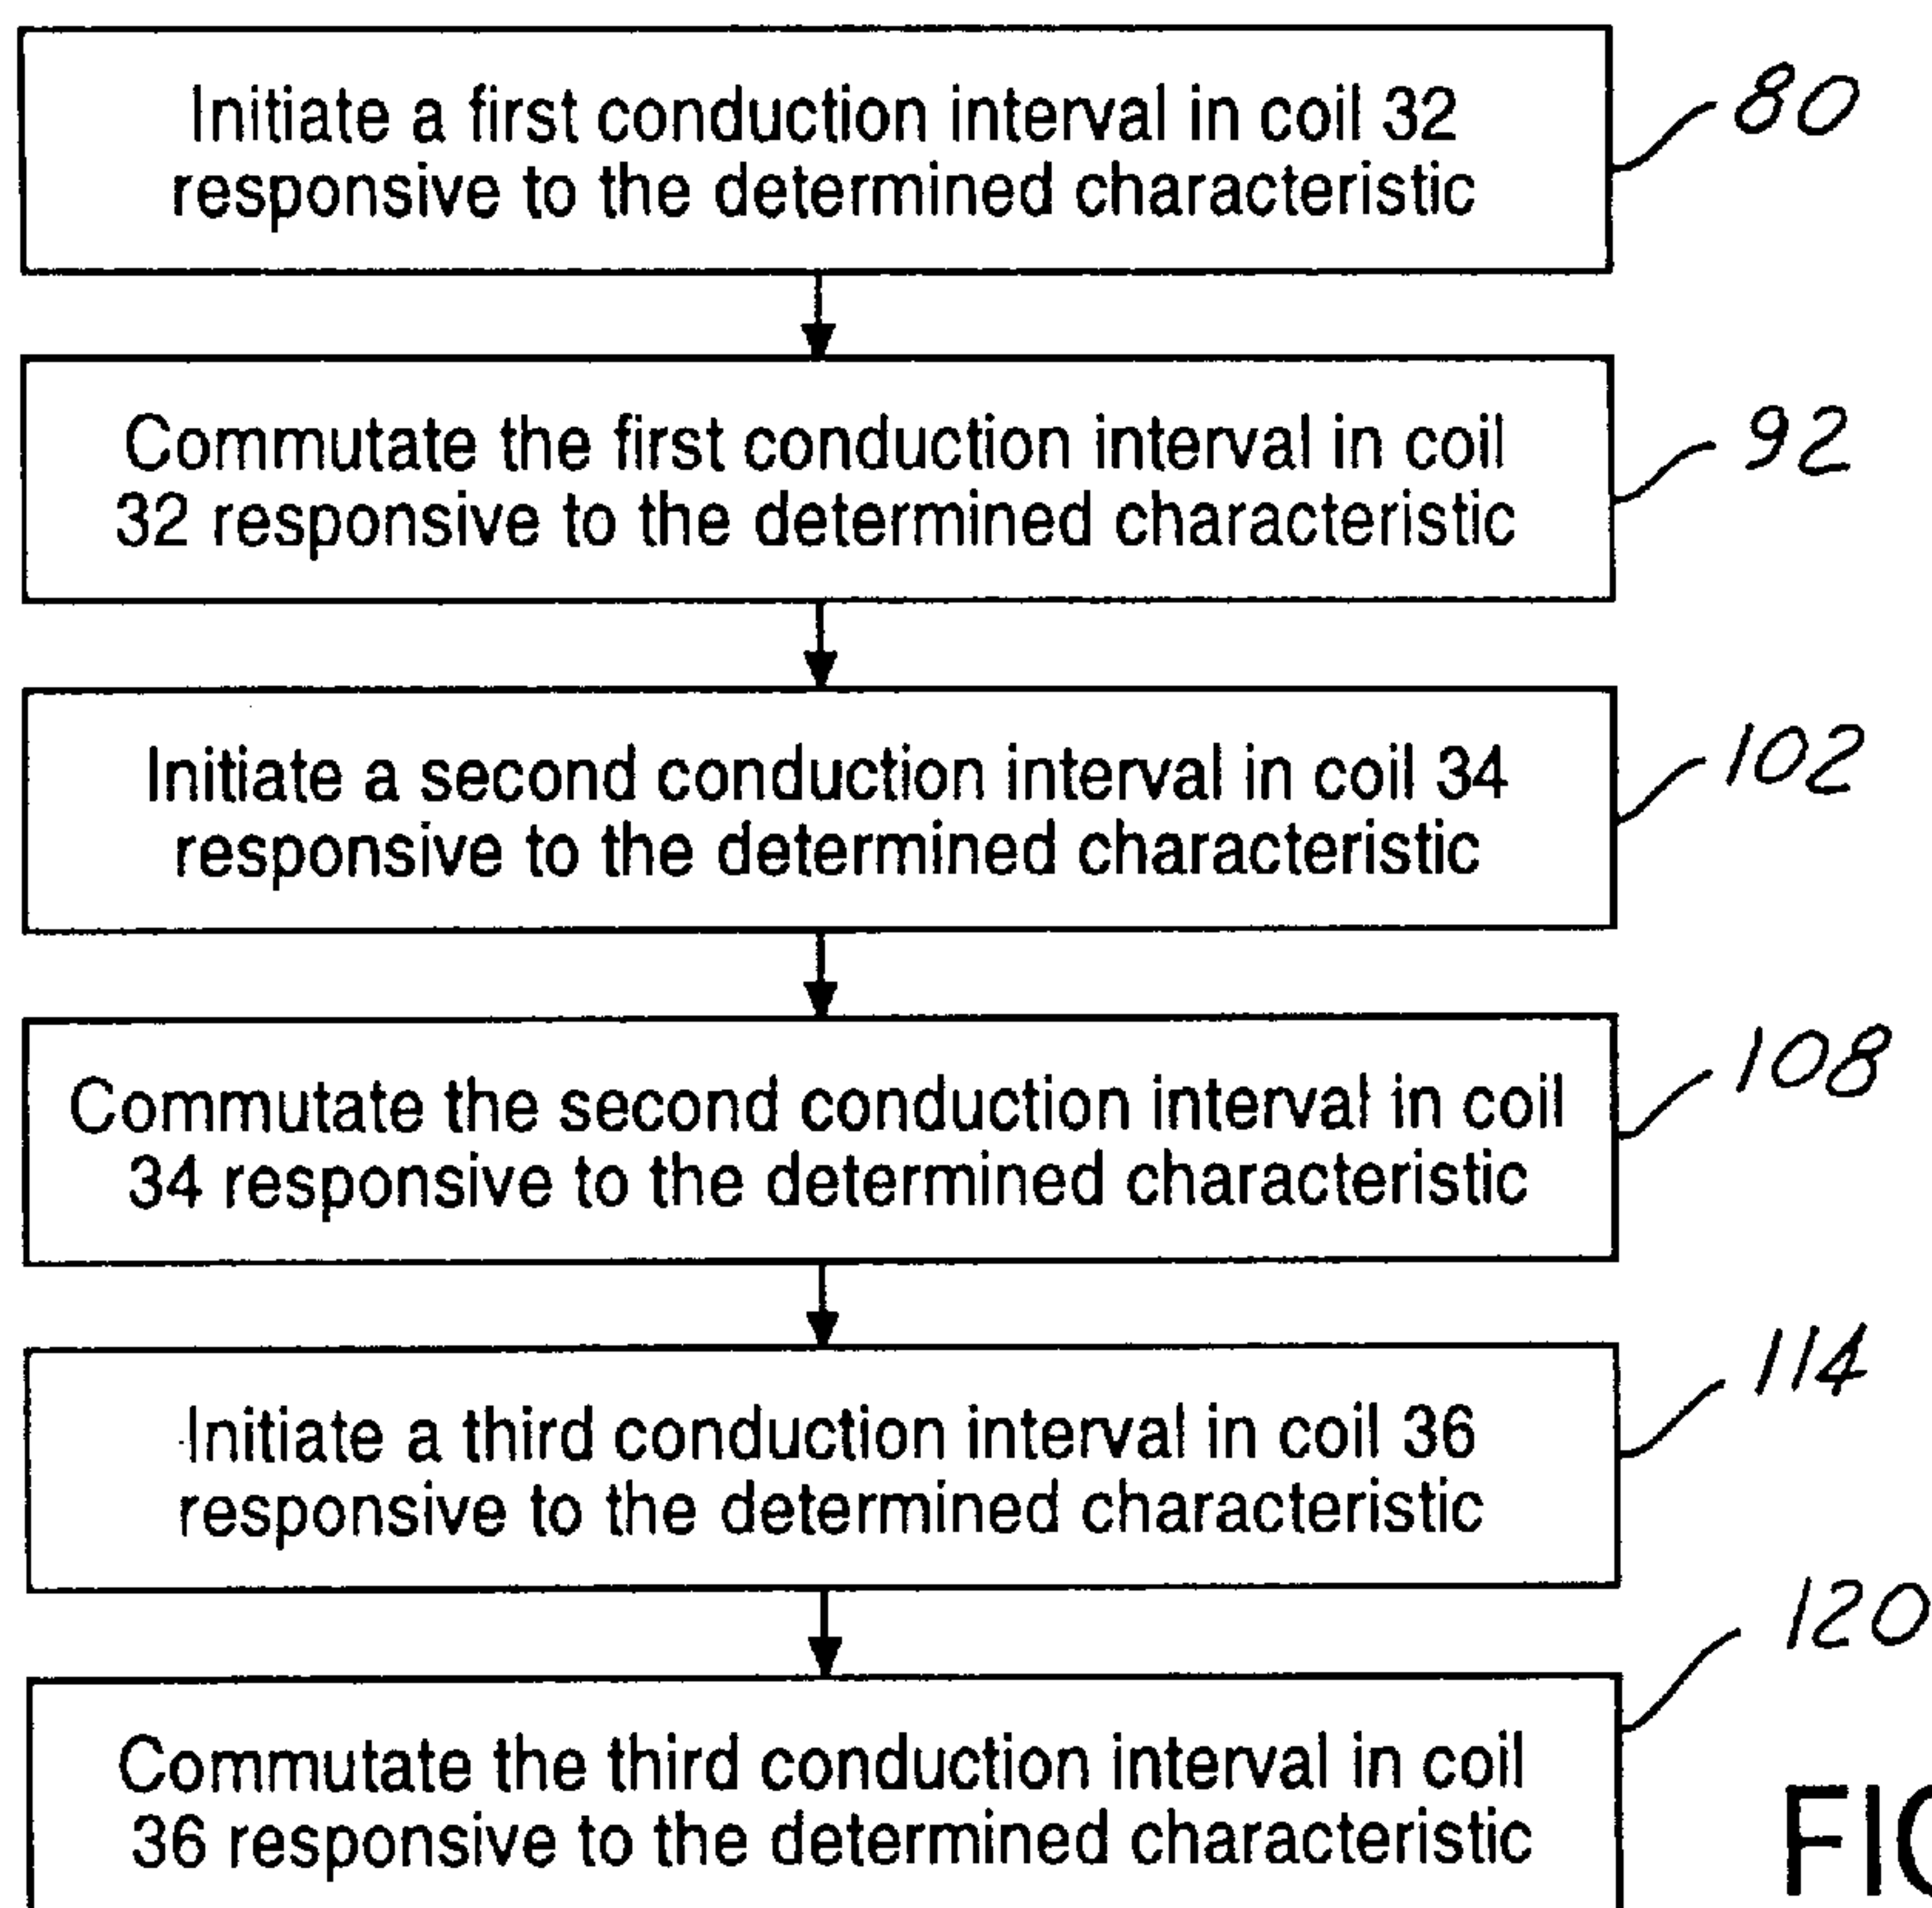 Initiate a first conduction interval in coil 32
responsive to the determined characteristic
80
Commutate the first conduction interval in coil
32 responsive to the determined characteristic
92
Initiate a second conduction interval in coil 34
responsive to the determined characteristic
102
Commutate the second conduction interval in coil
34 responsive to the determined characteristic
108
Initiate a third conduction interval in coil 36
responsive to the determined characteristic
114
Commutate the third conduction interval in coil
36 responsive to the determined characteristic
120